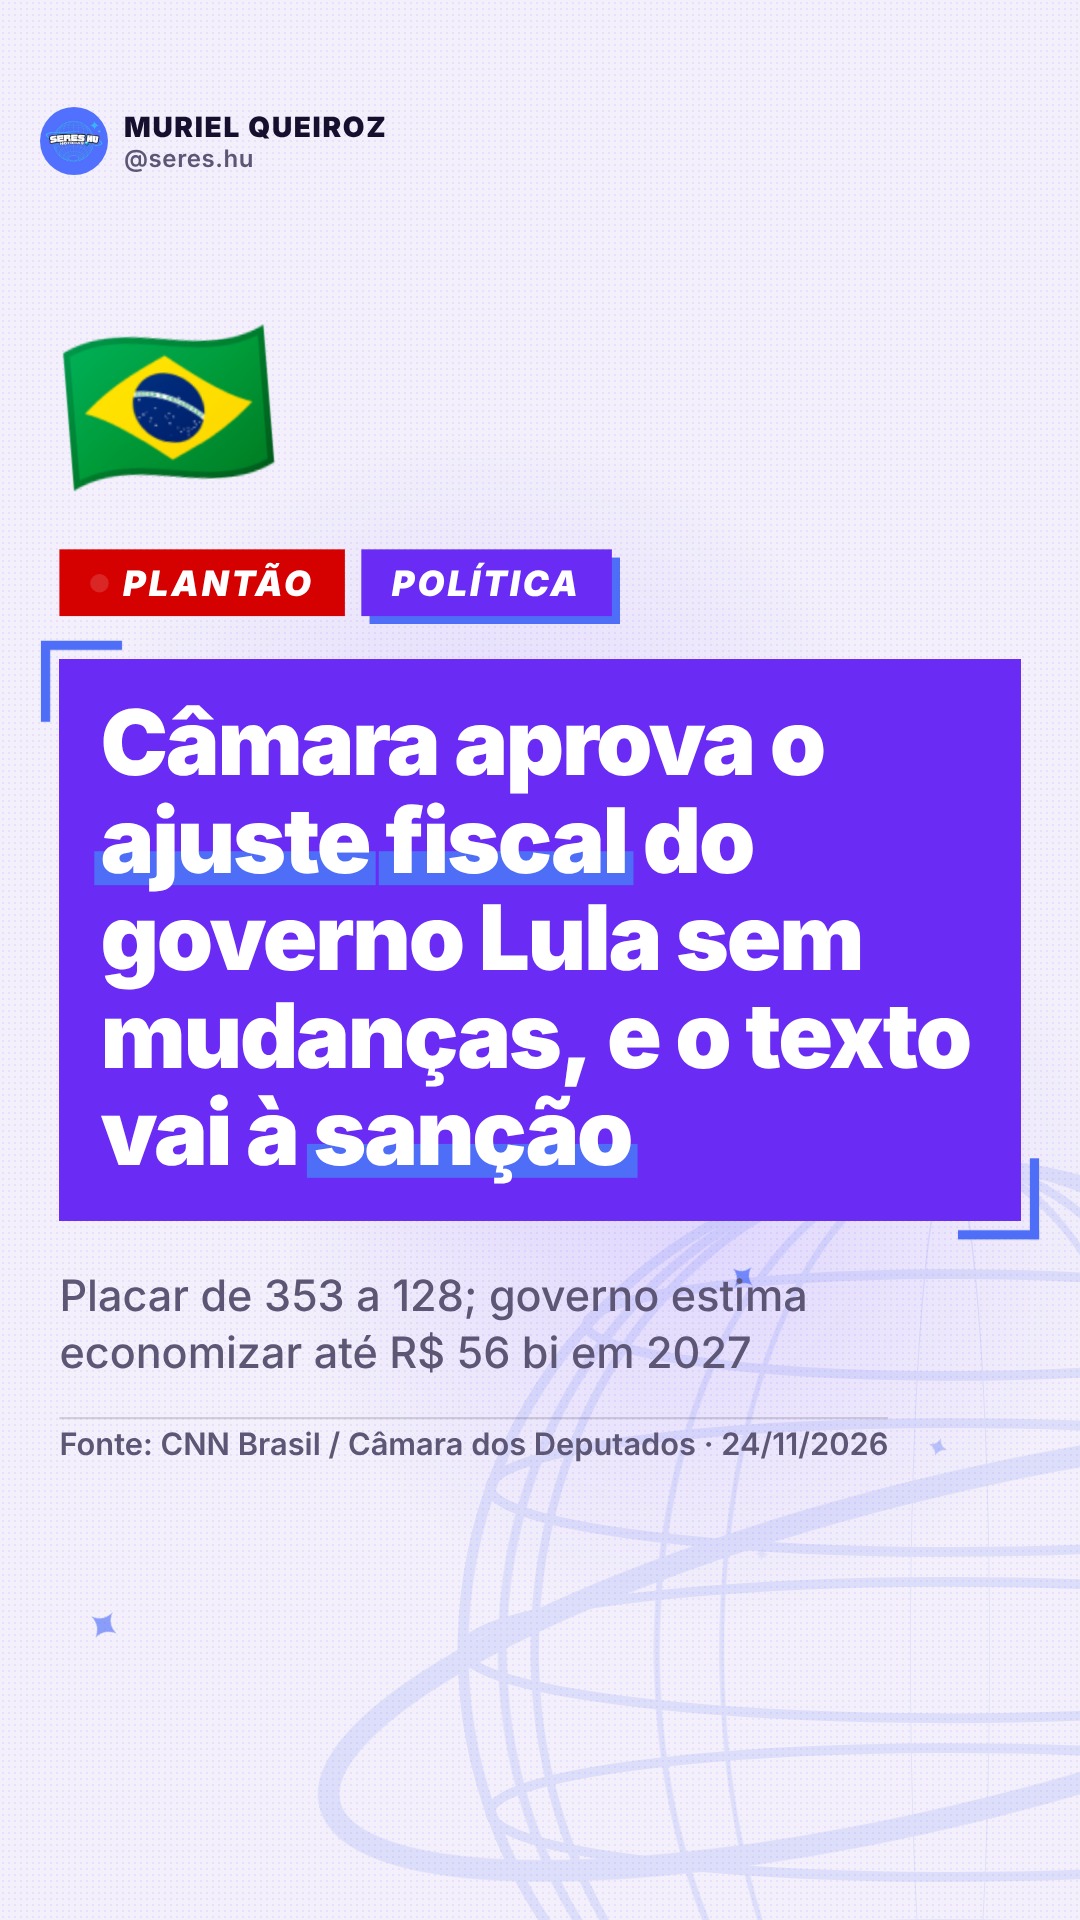 SERES HU
MURIEL QUEIROZ
@seres.hu
PLANTÃO
POLÍTICA
Câmara aprova o
ajuste fiscal do
governo Lula sem
mudanças, e o texto
vai à sanção
Placar de 353 a 128; governo estima
economizar até R$ 56 bi em 2027
Fonte: CNN Brasil / Câmara dos Deputados · 24/11/2026